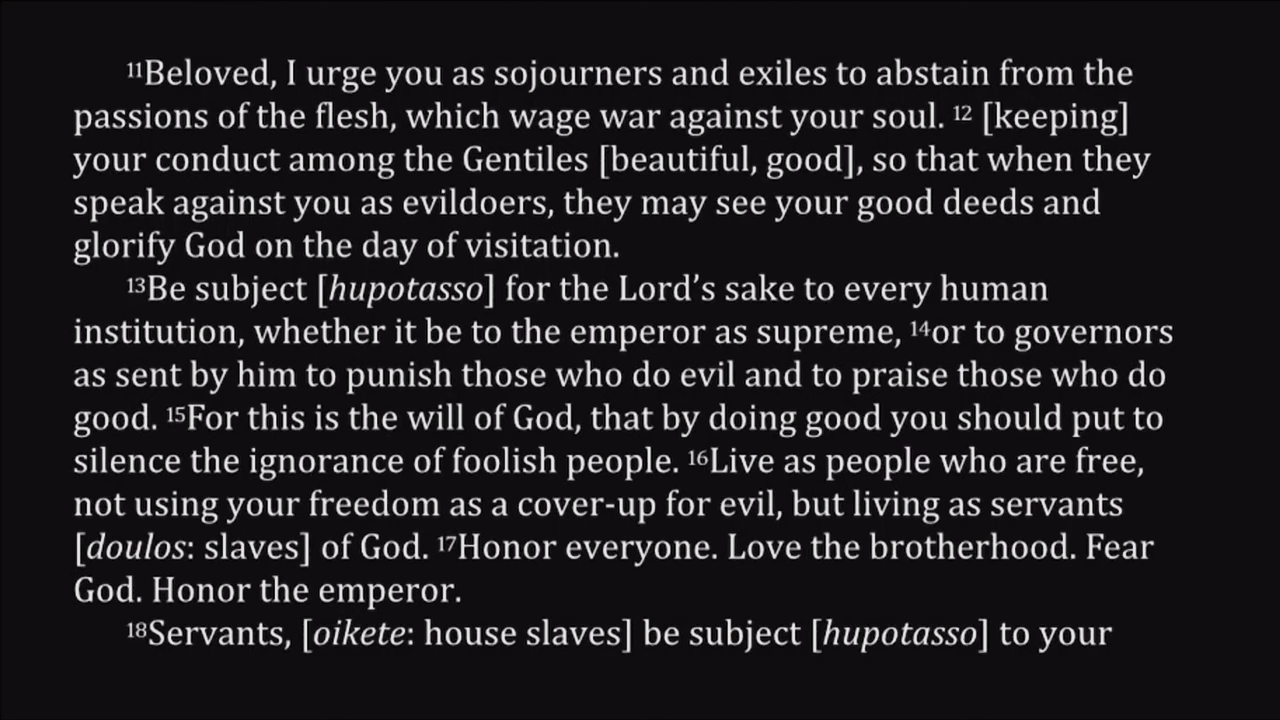 ¹¹Beloved, I urge you as sojourners and exiles to abstain from the
passions of the flesh, which wage war against your soul. ¹² [keeping]
your conduct among the Gentiles [beautiful, good], so that when they
speak against you as evildoers, they may see your good deeds and
glorify God on the day of visitation.
¹³Be subject [hupotasso] for the Lord’s sake to every human
institution, whether it be to the emperor as supreme, ¹⁴or to governors
as sent by him to punish those who do evil and to praise those who do
good. ¹⁵For this is the will of God, that by doing good you should put to
silence the ignorance of foolish people. ¹⁶Live as people who are free,
not using your freedom as a cover-up for evil, but living as servants
[doulos: slaves] of God. ¹⁷Honor everyone. Love the brotherhood. Fear
God. Honor the emperor.
¹⁸Servants, [oikete: house slaves] be subject [hupotasso] to your